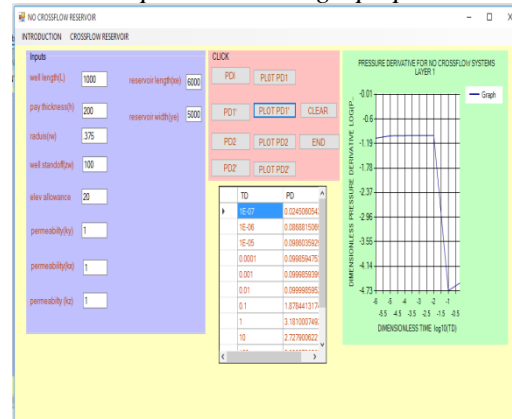 NO CROSSFLOW RESERVOIR
INTRODUCTION CROSSFLOW RESERVOIR
Inputs
well length(L) 1000 reservoir length(xe) 6000
pay thickness(h) 200 reservoir width(ye) 5000
radius(rw) .375
well standoff(zw) 100
elev allowance 20
permeabilty(ky) 1
permeability(kx) 1
permeabilty (kz) 1
CLICK
PDI PLOT PD1
PD1' PLOT PD1' CLEAR
PD2 PLOT PD2 END
PD2' PLOT PD2'
TD PD
1E-07
1E-06
1E-05
0.0001
0.001
0.01
0.1
1
10
PRESSURE DERIVATIVE FOR NO CROSSFLOW SYSTEMS
LAYER 1
Graph
DIMENSIONLESS PRESSURE DERIVATIVE LOG(P...
-0.01
-0.6
-1.19
-1.78
-2.37
-2.96
-3.55
-4.14
-4.73
-6 -5 -4 -3 -2 -1
-5.5 -4.5 -3.5 -2.5 -1.5 -0.5
DIMENSIONLESS TIME log10(TD)